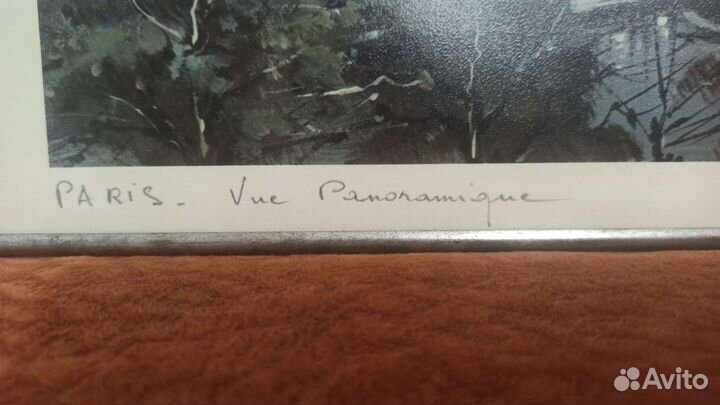 PARIS - Vue Panoramique
Avito